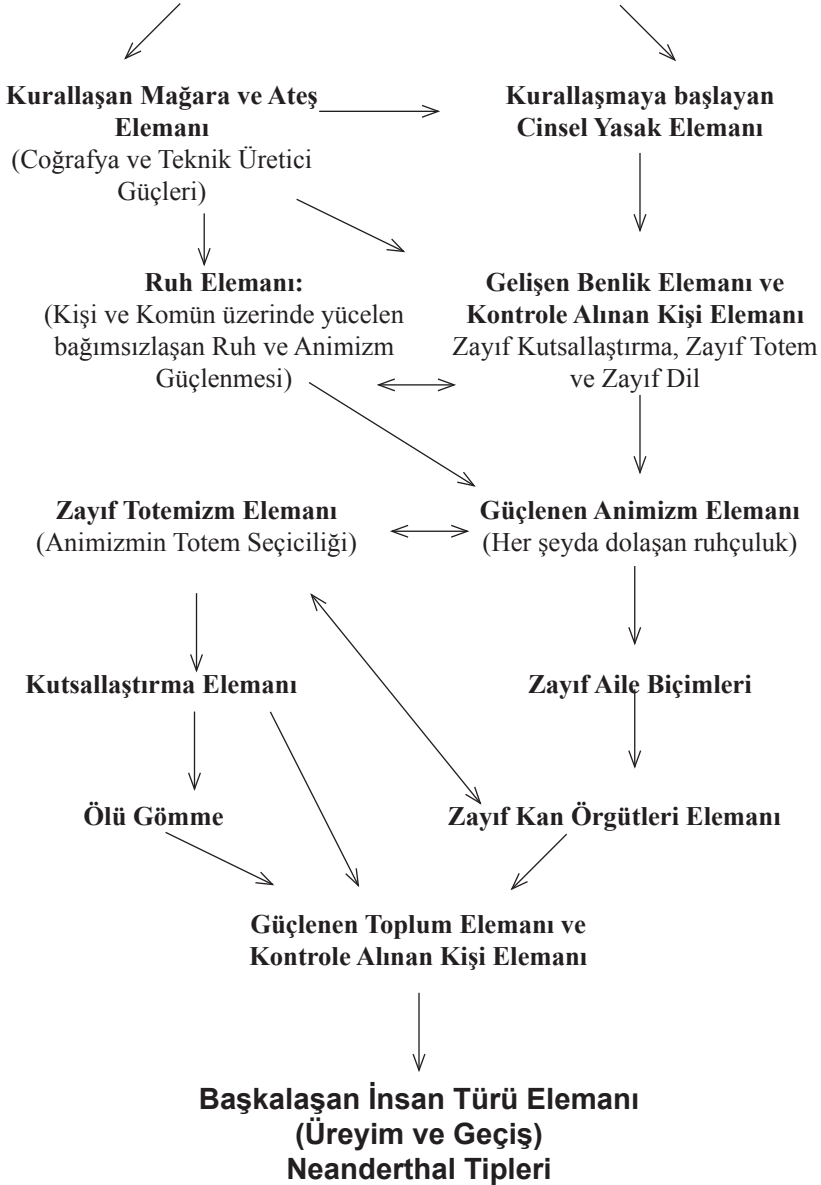 Kurallaşan Mağara ve Ateş
Elemanı
(Coğrafya ve Teknik Üretici
Güçleri)
Kurallaşmaya başlayan
Cinsel Yasak Elemanı
Ruh Elemanı:
(Kişi ve Komün üzerinde yücelen
bağımsızlaşan Ruh ve Animizm
Güçlenmesi)
Gelişen Benlik Elemanı ve
Kontrole Alınan Kişi Elemanı
Zayıf Kutsallaştırma, Zayıf Totem
ve Zayıf Dil
Zayıf Totemizm Elemanı
(Animizmin Totem Seçiciliği)
Güçlenen Animizm Elemanı
(Her şeyda dolaşan ruhçuluk)
Kutsallaştırma Elemanı
Zayıf Aile Biçimleri
Ölü Gömme
Zayıf Kan Örgütleri Elemanı
Güçlenen Toplum Elemanı ve
Kontrole Alınan Kişi Elemanı
Başkalaşan İnsan Türü Elemanı
(Üreyim ve Geçiş)
Neanderthal Tipleri